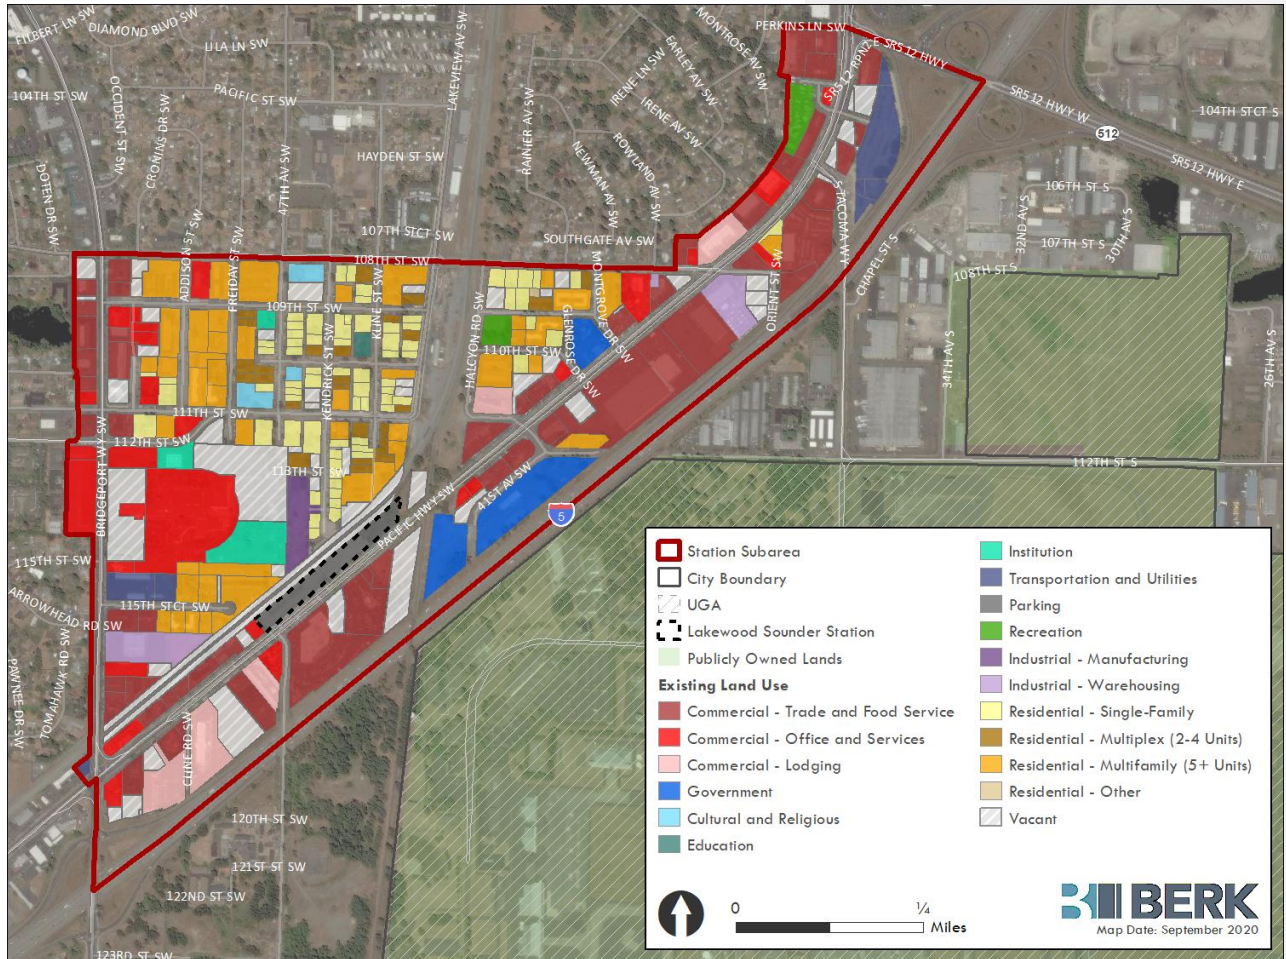 FILBERT LN SW
DIAMOND BLVD SW
LILA LN SW
LAKEVIEW AV SW
MONTROSE AV SW
PERKINS LN SW
SR512 HWY
EARLEY AV SW
IRENE LN SW
104TH ST SW
OCCIDENT ST SW
CRONINS DR SW
PACIFIC ST SW
RAINIER AV SW
IRENE AV SW
SR512 HWY W
104TH STCT S
512
DOTEN DR SW
47TH AV SW
HAYDEN ST SW
NEWMAN AV SW
ROWLAND AV SW
SR512 HWY E
106TH ST S
32ND AV S
30TH AV S
ADDISON ST SW
FREIDAY ST SW
107TH STCT SW
SOUTHGATE AV SW
S TACOMA WY
107TH ST S
108TH ST SW
MONTGROVE DR SW
ORIENT ST SW
CHAPEL ST S
108TH ST S
109TH ST SW
KLINE ST SW
HALCYON RD SW
GLENROSE DR SW
34TH AV S
26TH AV S
110TH ST SW
KENDRICK ST SW
111TH ST SW
112TH ST SW
112TH ST S
BRIDGEPORT WY SW
113TH ST SW
PACIFIC HWY SW
41ST AV SW
5
115TH ST SW
ARROWHEAD RD SW
115TH STCT SW
TOMAHAWK RD SW
PAWNEE DR SW
CLINE RD SW
120TH ST SW
121ST ST SW
122ND ST SW
123RD ST SW
Station Subarea
City Boundary
UGA
Lakewood Sounder Station
Publicly Owned Lands
Existing Land Use
Commercial - Trade and Food Service
Commercial - Office and Services
Commercial - Lodging
Government
Cultural and Religious
Education
Institution
Transportation and Utilities
Parking
Recreation
Industrial - Manufacturing
Industrial - Warehousing
Residential - Single-Family
Residential - Multiplex (2-4 Units)
Residential - Multifamily (5+ Units)
Residential - Other
Vacant
0
¼
Miles
BERK
Map Date: September 2020